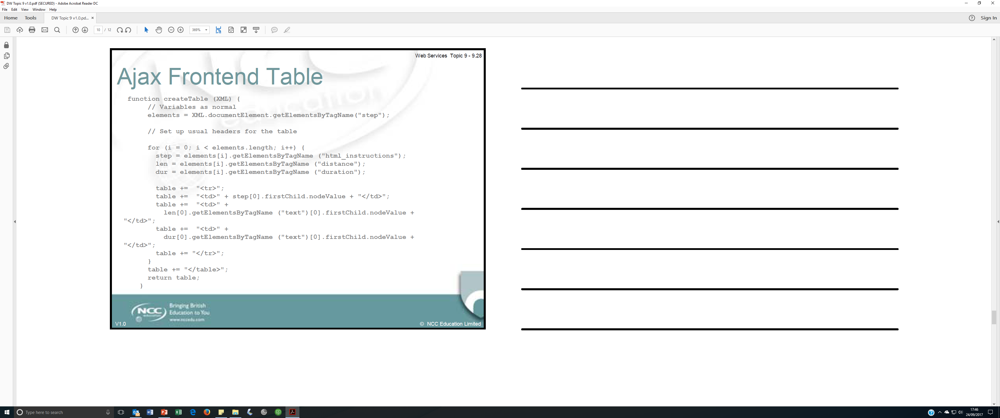 DW Topic 9 v1.0.pdf (SECURED) - Adobe Acrobat Reader DC
File Edit View Window Help
Home Tools DW Topic 9 v1.0.pd... × Sign In
10 / 12 369%
Web Services Topic 9 - 9.28
Ajax Frontend Table
function createTable (XML) {
// Variables as normal
elements = XML.documentElement.getElementsByTagName("step");
// Set up usual headers for the table
for (i = 0; i < elements.length; i++) {
step = elements[i].getElementsByTagName ("html_instructions");
len = elements[i].getElementsByTagName ("distance");
dur = elements[i].getElementsByTagName ("duration");
table += "<tr>";
table += "<td>" + step[0].firstChild.nodeValue + "</td>";
table += "<td>" +
len[0].getElementsByTagName ("text")[0].firstChild.nodeValue +
"</td>";
table += "<td>" +
dur[0].getElementsByTagName ("text")[0].firstChild.nodeValue +
"</td>";
table += "</tr>";
}
table += "</table>";
return table;
}
education
NCC
education
Bringing British
Education to You
www.nccedu.com
V1.0 © NCC Education Limited
Type here to search
17:46
24/09/2017